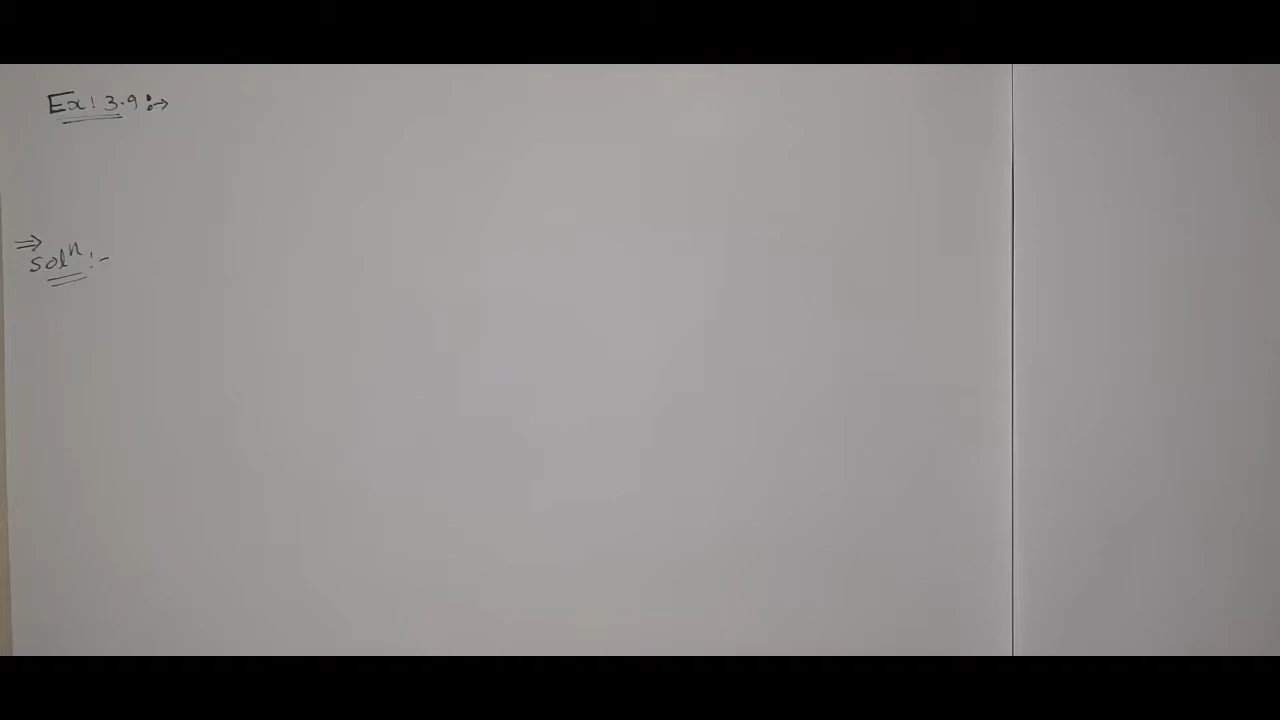 Ex! 3.9 :→
⇒
Solⁿ :-